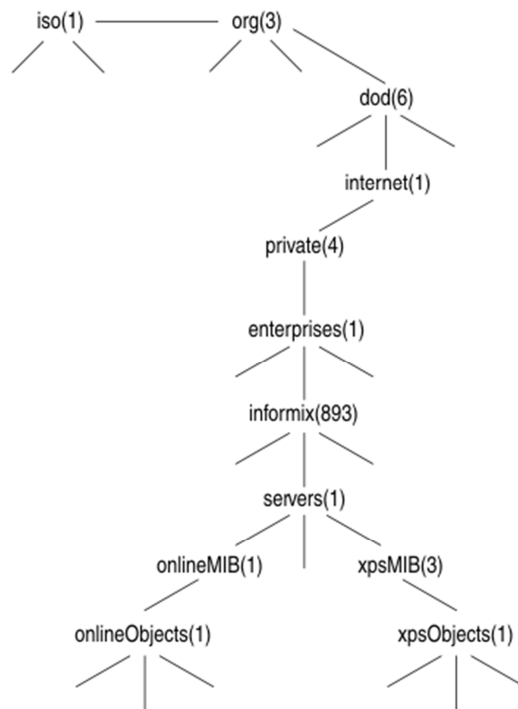 iso(1) org(3)
dod(6)
internet(1)
private(4)
enterprises(1)
informix(893)
servers(1)
onlineMIB(1) xpsMIB(3)
onlineObjects(1) xpsObjects(1)